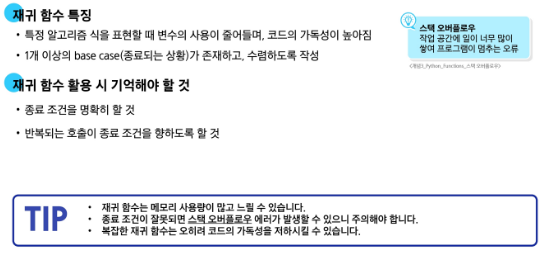 재귀 함수 특징
• 특정 알고리즘 식을 표현할 때 변수의 사용이 줄어들며, 코드의 가독성이 높아짐
• 1개 이상의 base case(종료되는 상황)가 존재하고, 수렴하도록 작성
스택 오버플로우
작업 공간에 일이 너무 많이
쌓여 프로그램이 멈추는 오류
재귀 함수 활용 시 기억해야 할 것
• 종료 조건을 명확히 할 것
• 반복되는 호출이 종료 조건을 향하도록 할 것
TIP
• 재귀 함수는 메모리 사용량이 많고 느릴 수 있습니다.
• 종료 조건이 잘못되면 스택 오버플로우 에러가 발생할 수 있으니 주의해야 합니다.
• 복잡한 재귀 함수는 오히려 코드의 가독성을 저하시킬 수 있습니다.